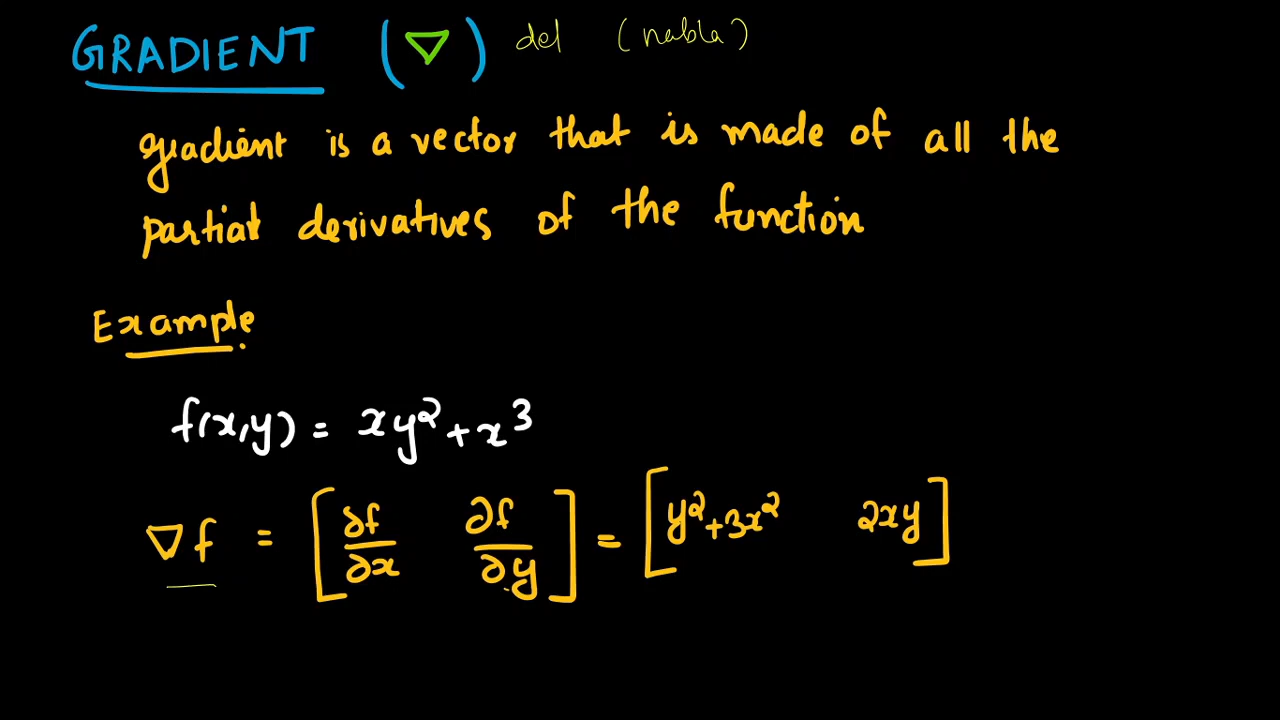 GRADIENT (∇) del (nabla)
gradient is a vector that is made of all the
partial derivatives of the function
Example
f(x,y) = xy² + x³
∇f = [∂f/∂x ∂f/∂y] = [y²+3x² 2xy]